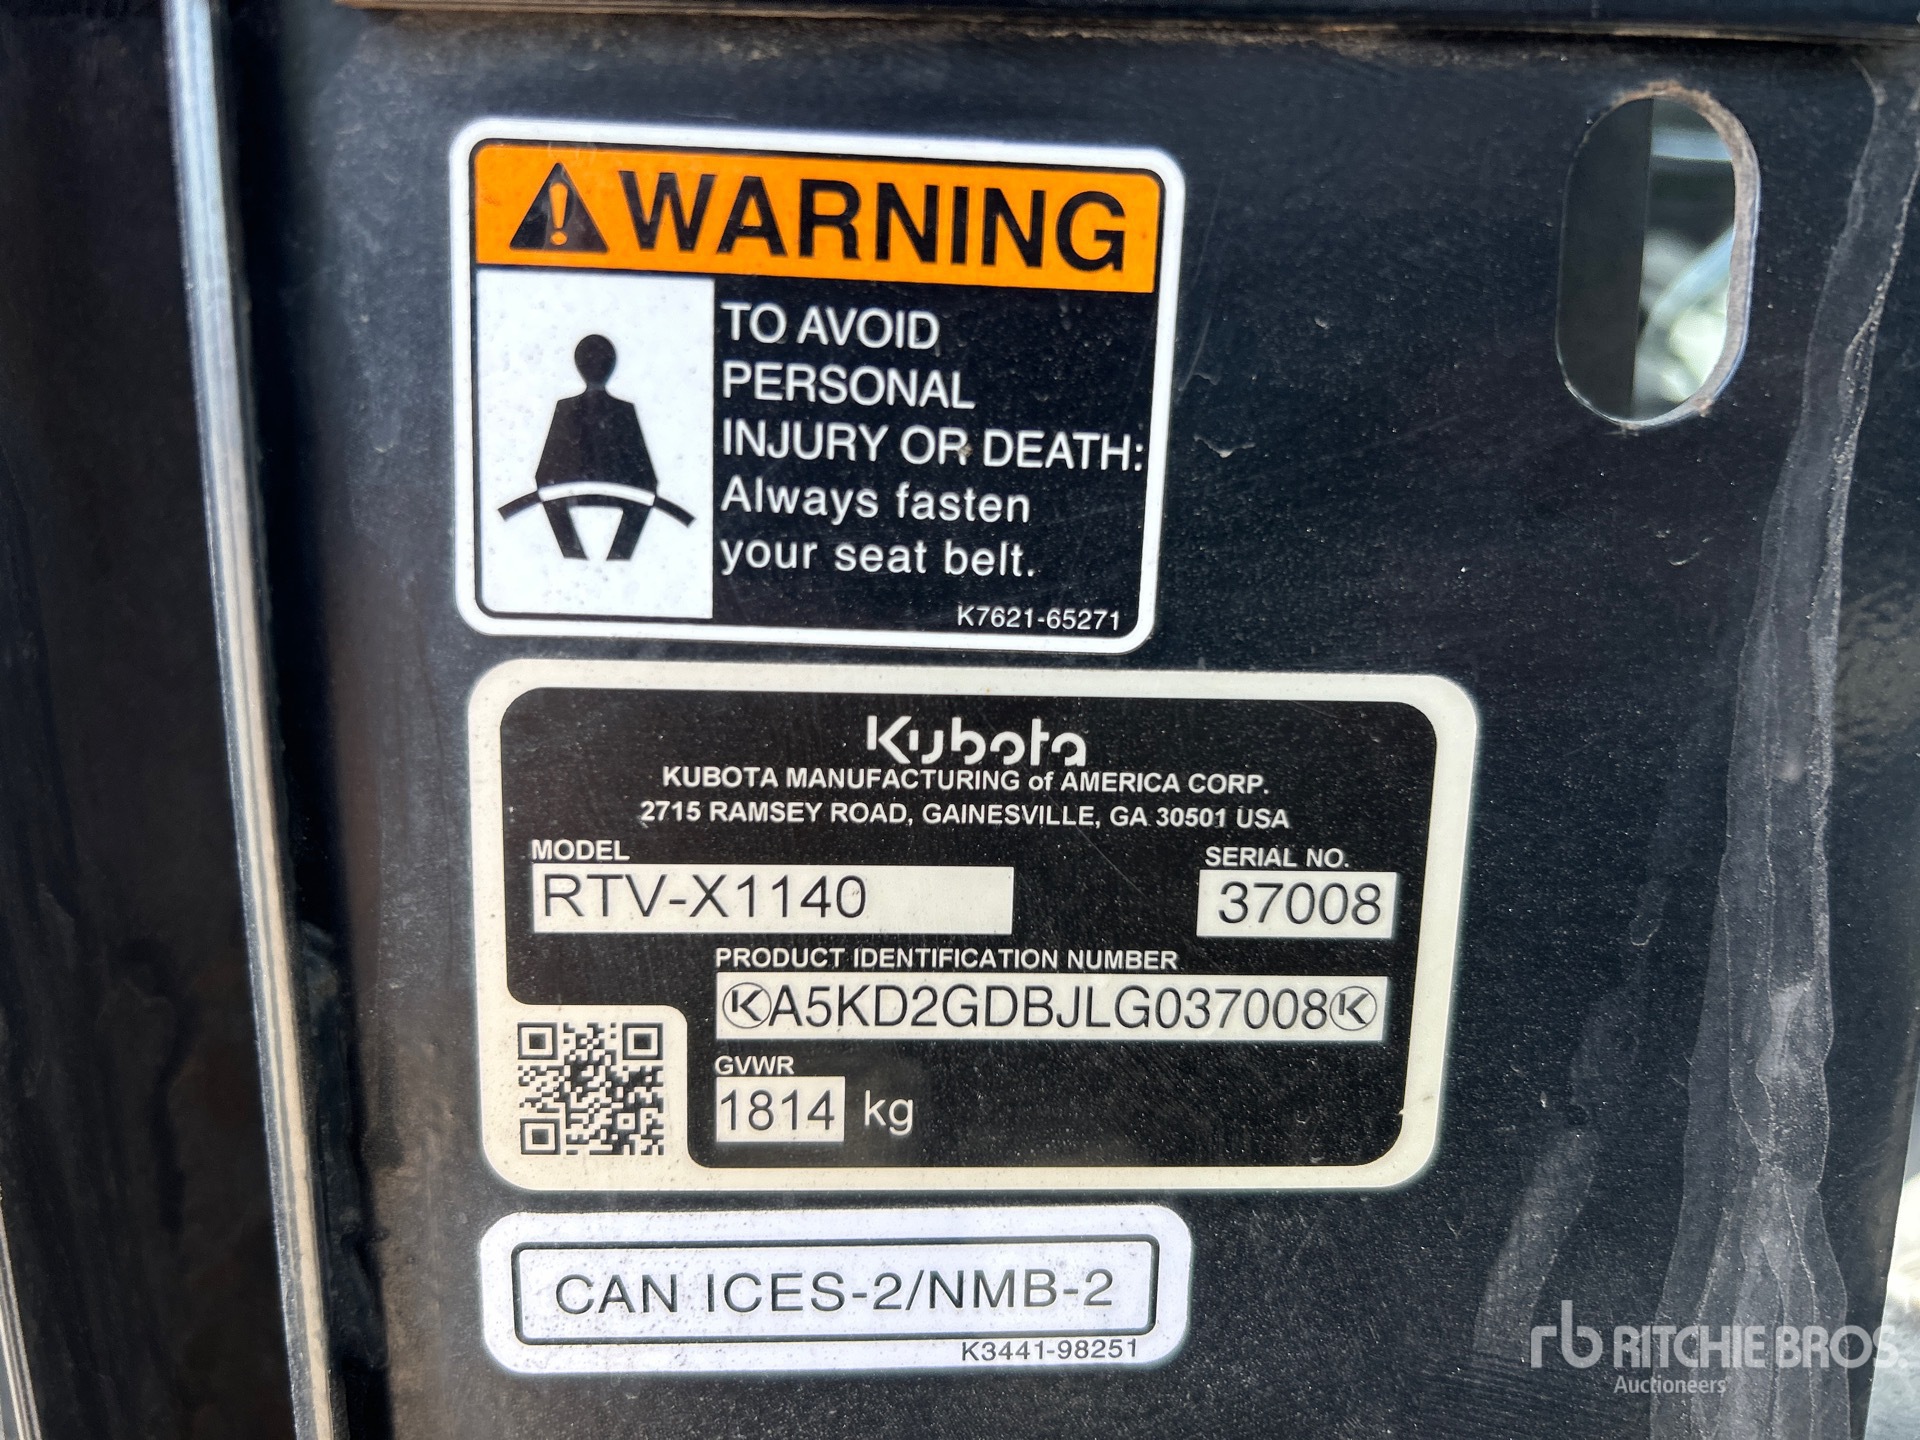 WARNING
TO AVOID
PERSONAL
INJURY OR DEATH:
Always fasten
your seat belt.
K7621-65271
Kubota
KUBOTA MANUFACTURING of AMERICA CORP.
2715 RAMSEY ROAD, GAINESVILLE, GA 30501 USA
MODEL SERIAL NO.
RTV-X1140 37008
PRODUCT IDENTIFICATION NUMBER
KA5KD2GDBJLG037008K
GVWR
1814 kg
CAN ICES-2/NMB-2
K3441-98251
rb RITCHIE BROS.
Auctioneers